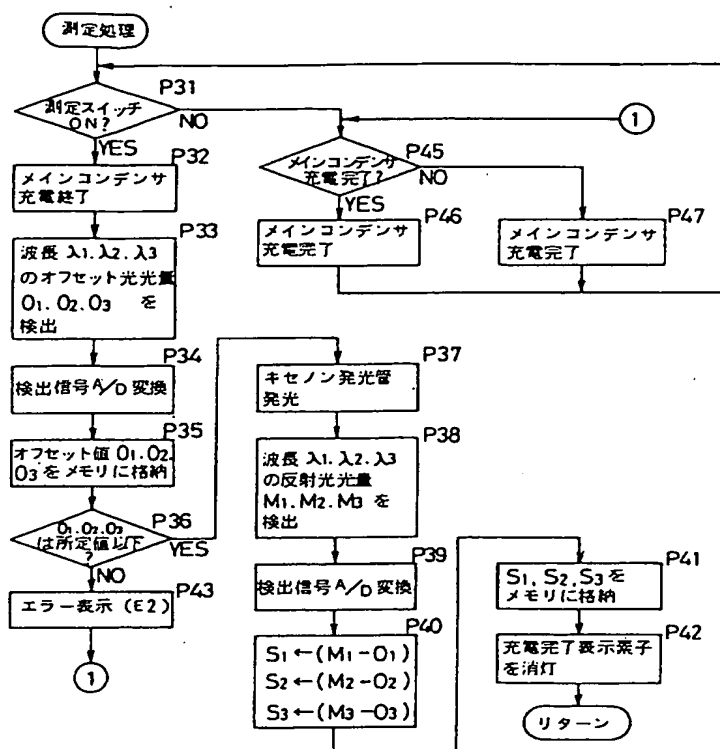 測定処理
P31
測定スイッチ
ON?
NO
YES
P32
メインコンデンサ
充電終了
P33
波長 λ1.λ2.λ3
のオフセット光光量
O1.O2.O3 を
検出
P34
検出信号A/D変換
P35
オフセット値 O1.O2.
O3をメモリに格納
P36
O1.O2.O3
は所定値以下
?
YES
NO
P43
エラー表示 (E2)
1
1
P45
メインコンデンサ
充電完了?
NO
YES
P46
メインコンデンサ
充電完了
P47
メインコンデンサ
充電完了
P37
キセノン発光管
発光
P38
波長 λ1.λ2.λ3
の反射光光量
M1.M2.M3 を
検出
P39
検出信号A/D変換
P40
S1←(M1-O1)
S2←(M2-O2)
S3←(M3-O3)
P41
S1,S2,S3を
メモリに格納
P42
充電完了表示素子
を消灯
リターン